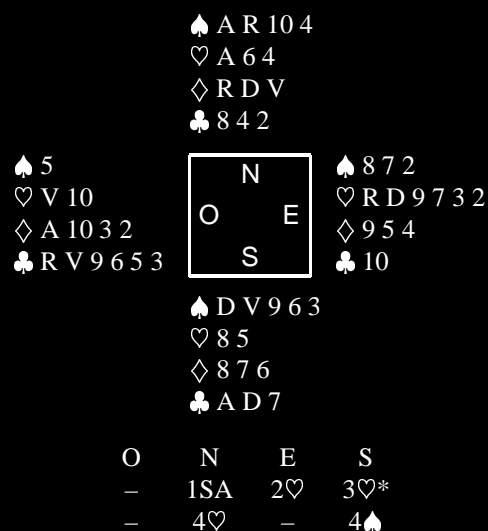 ♠ A R 10 4
♡ A 6 4
♢ R D V
♣ 8 4 2
♠ 5 N ♠ 8 7 2
♡ V 10 ♡ R D 9 7 3 2
♢ A 10 3 2 O E ♢ 9 5 4
♣ R V 9 6 5 3 S ♣ 10
♠ D V 9 6 3
♡ 8 5
♢ 8 7 6
♣ A D 7
O N E S
– 1SA 2♡ 3♡*
– 4♡ – 4♠